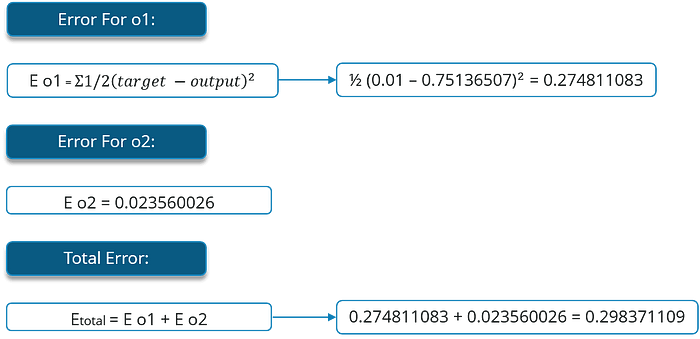 Error For o1:
E o1 = Σ1/2(target − output)²
½ (0.01 – 0.75136507)² = 0.274811083
Error For o2:
E o2 = 0.023560026
Total Error:
Etotal = E o1 + E o2
0.274811083 + 0.023560026 = 0.298371109